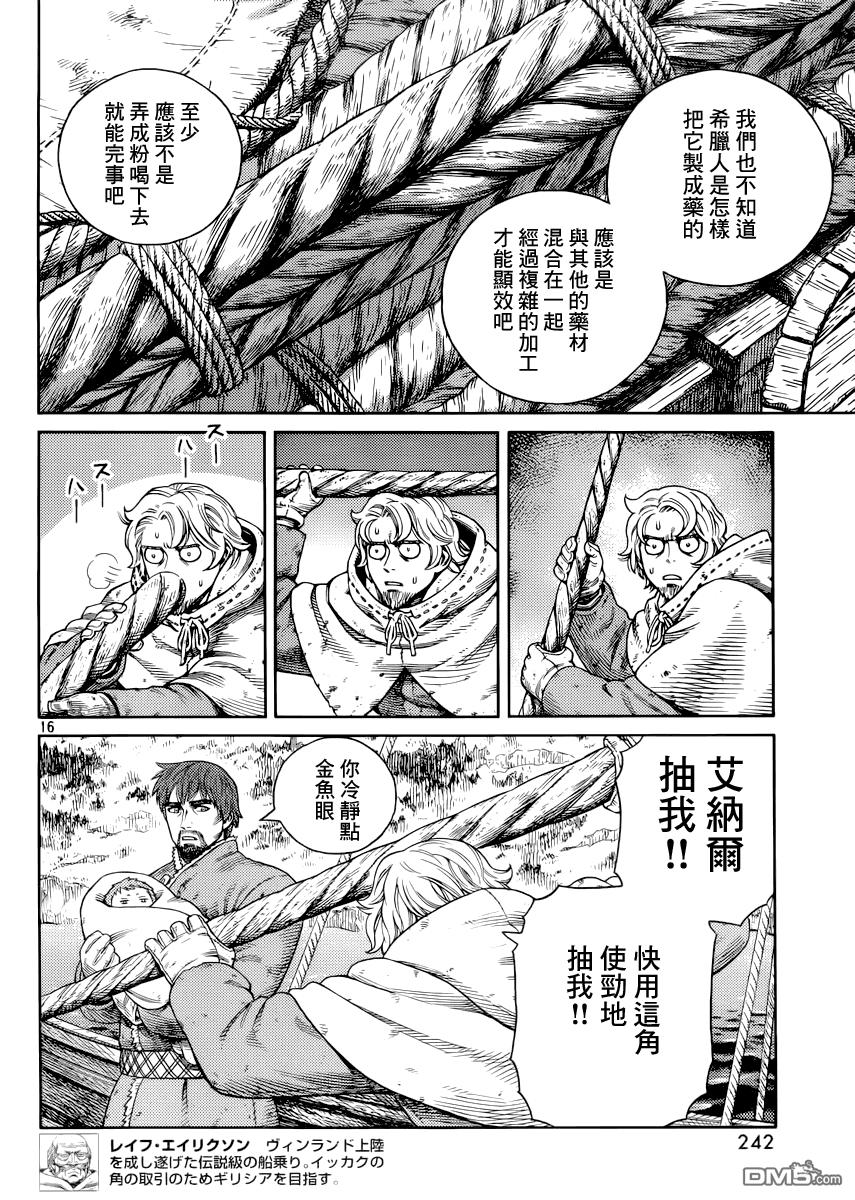 我們也不知道
希臘人是怎樣
把它製成藥的
應該是
與其他的藥材
混合在一起
經過複雜的加工
才能顯效吧
至少
應該不是
弄成粉喝下去
就能完事吧
スーハー
スーハー
16
艾納爾
抽我!!
快用這角
使勁地
抽我!!
你冷靜點
金魚眼
レイフ・エイリクソン ヴィンランド上陸
を成し遂げた伝説級の船乗り。イッカクの
角の取引のためギリシアを目指す。
242
DM5.com